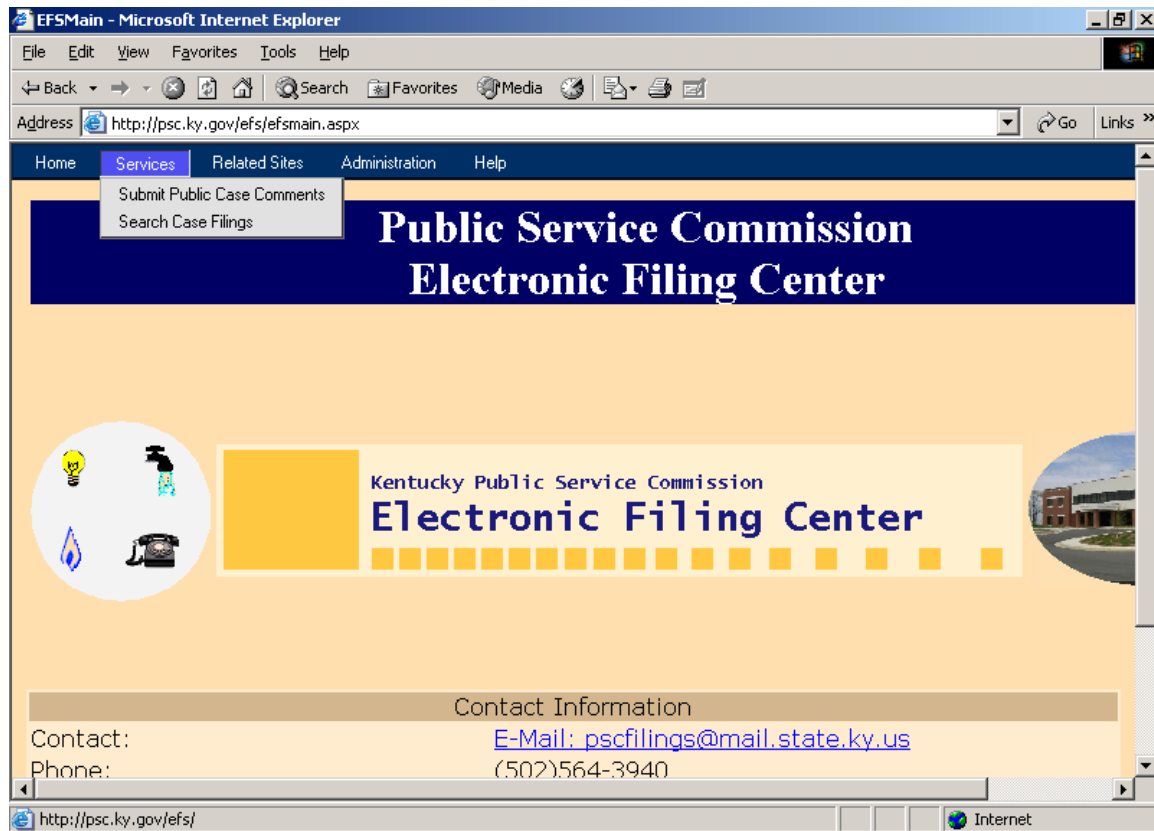 EFSMain - Microsoft Internet Explorer
File Edit View Favorites Tools Help
Back Search Favorites Media
Address http://psc.ky.gov/efs/efsmain.aspx Go Links »
Home Services Related Sites Administration Help
Submit Public Case Comments
Search Case Filings
Public Service Commission
Electronic Filing Center
Kentucky Public Service Commission
Electronic Filing Center
Contact Information
Contact: E-Mail: pscfilings@mail.state.ky.us
Phone: (502)564-3940
http://psc.ky.gov/efs/ Internet